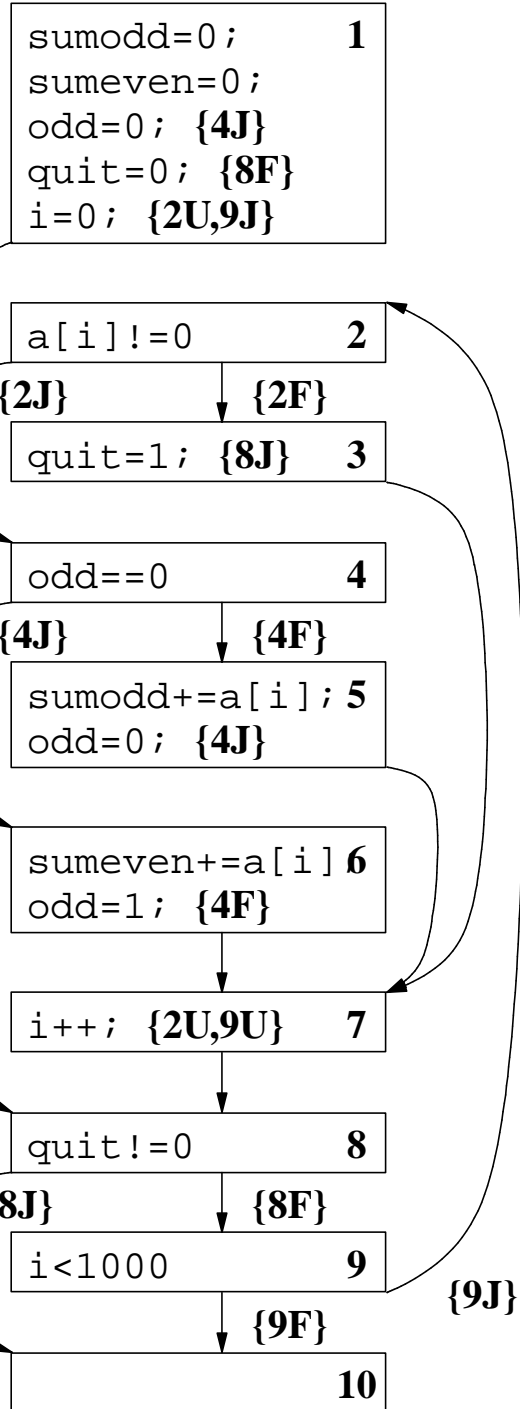 sumodd=0; 1
sumeven=0;
odd=0; {4J}
quit=0; {8F}
i=0; {2U,9J}
a[i]!=0 2
{2J} {2F}
quit=1; {8J} 3
odd==0 4
{4J} {4F}
sumodd+=a[i]; 5
odd=0; {4J}
sumeven+=a[i] 6
odd=1; {4F}
i++; {2U,9U} 7
quit!=0 8
8J} {8F}
i<1000 9
{9J}
{9F}
10